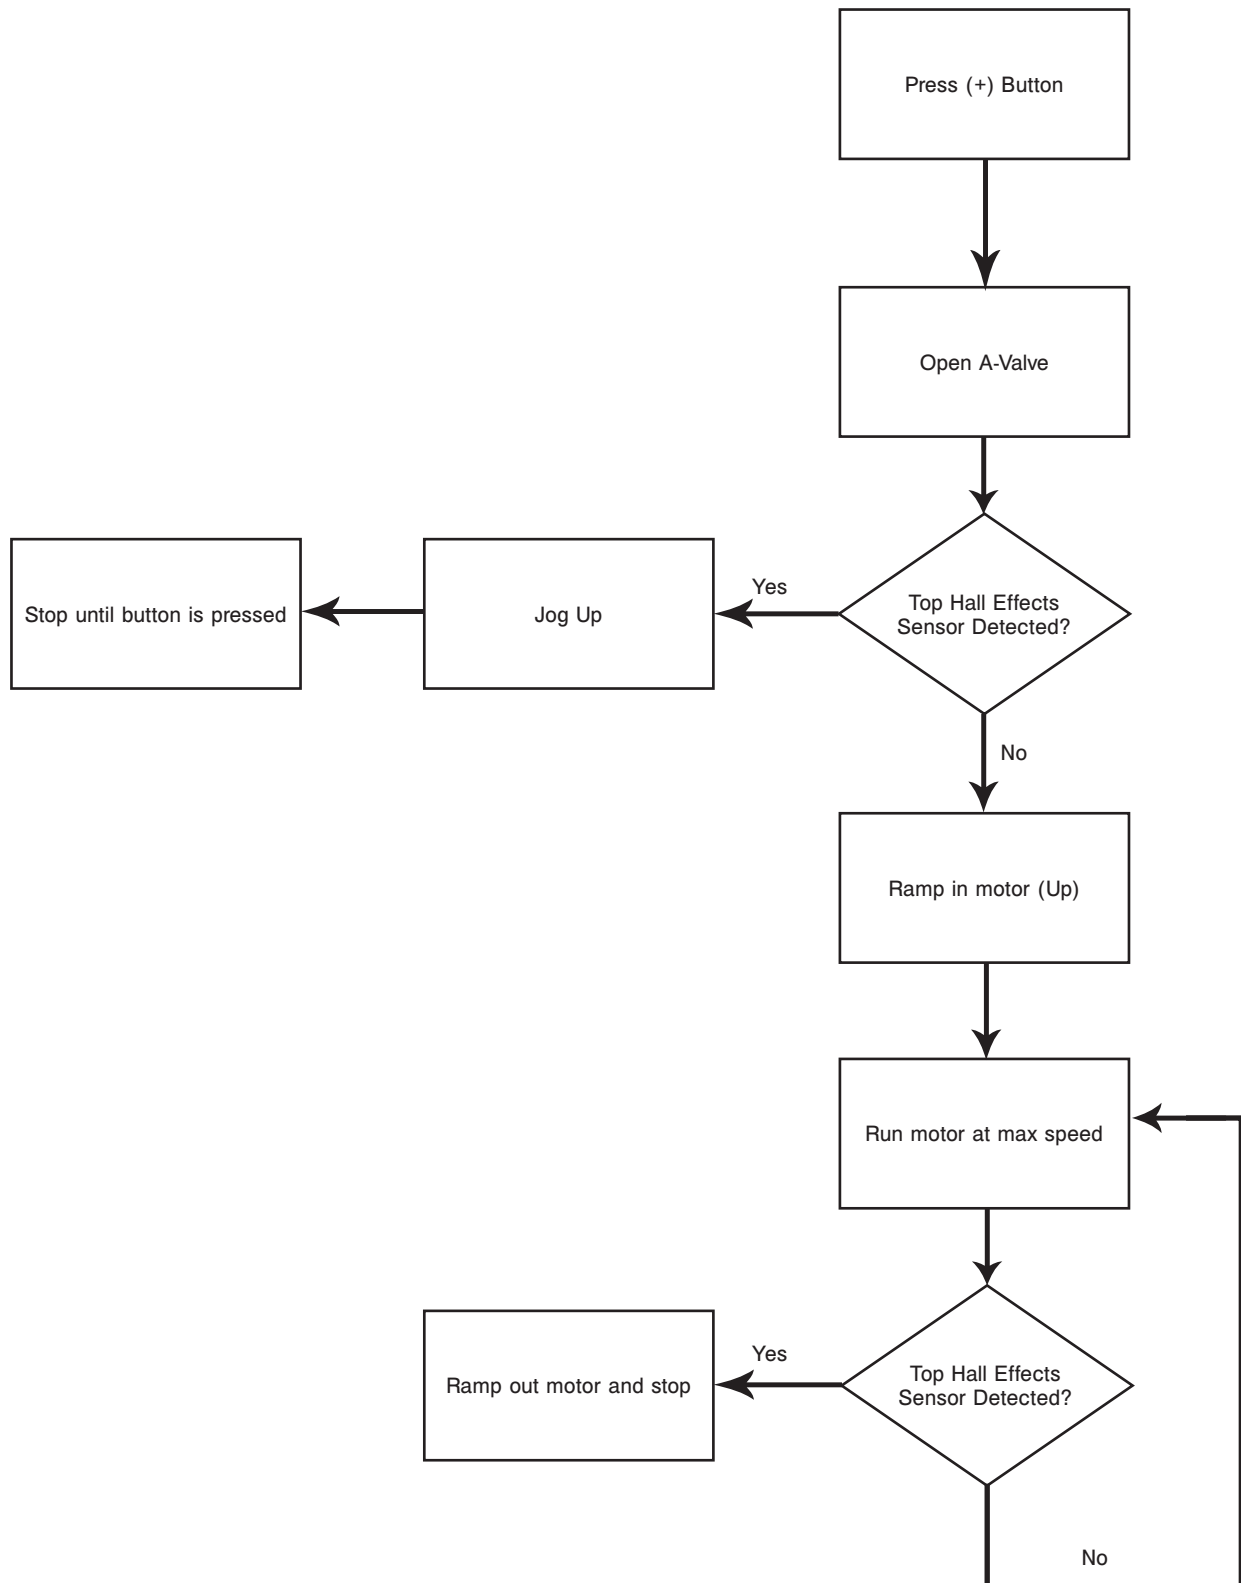 Press (+) Button
Open A-Valve
Top Hall Effects
Sensor Detected?
Yes
Jog Up
Stop until button is pressed
No
Ramp in motor (Up)
Run motor at max speed
Top Hall Effects
Sensor Detected?
Yes
Ramp out motor and stop
No